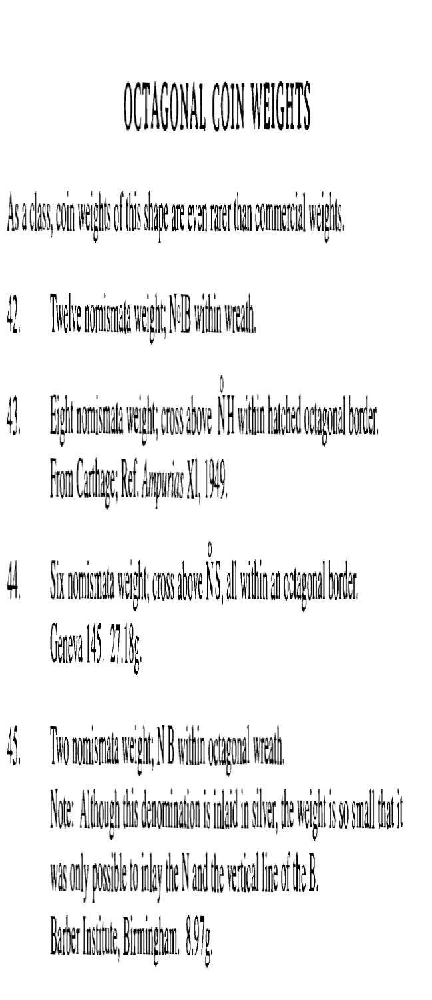 OCTAGONAL COIN WEIGHTS
As a class, coin weights of this shape are even rarer than commercial weights.
42. Twelve nomismata weight; NoIB within wreath.
43. Eight nomismata weight; cross above N̊ H within hatched octagonal border.
From Carthage; Ref. Ampurias XI, 1949.
44. Six nomismata weight; cross above N̊ S, all within an octagonal border.
Geneva 145. 27.18g.
45. Two nomismata weight; N B within octagonal wreath.
Note: Although this denomination is inlaid in silver, the weight is so small that it
was only possible to inlay the N and the vertical line of the B.
Barber Institute, Birmingham. 8.97g.